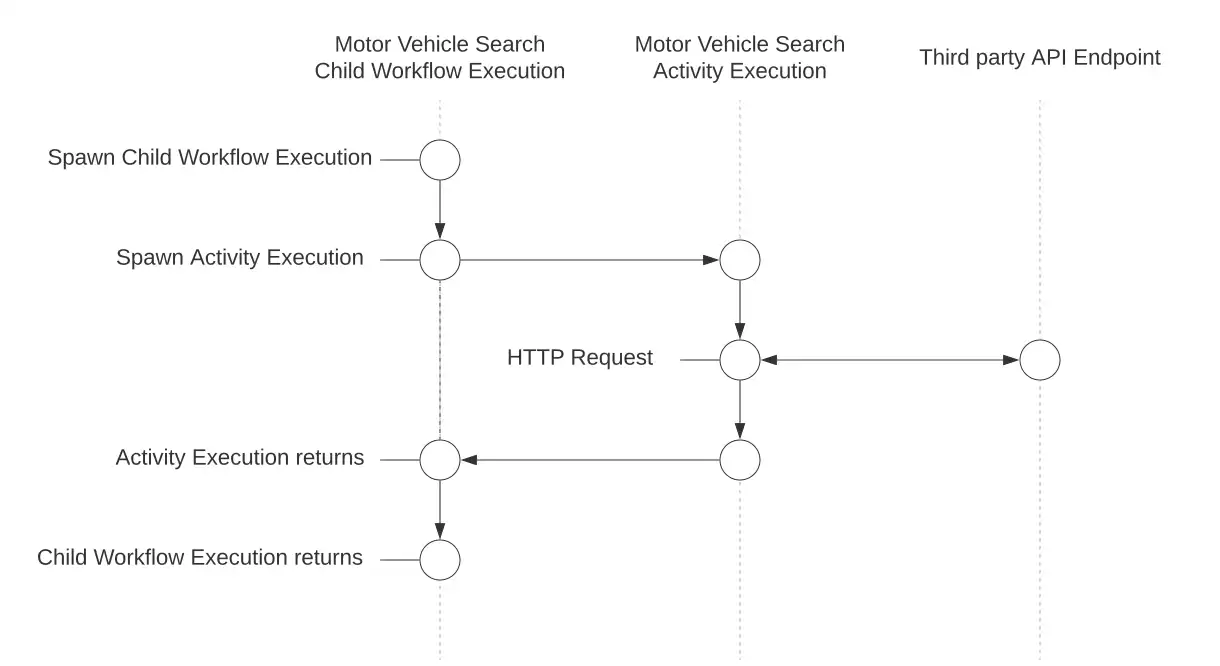 Motor Vehicle Search
Child Workflow Execution
Motor Vehicle Search
Activity Execution
Third party API Endpoint
Spawn Child Workflow Execution
Spawn Activity Execution
HTTP Request
Activity Execution returns
Child Workflow Execution returns